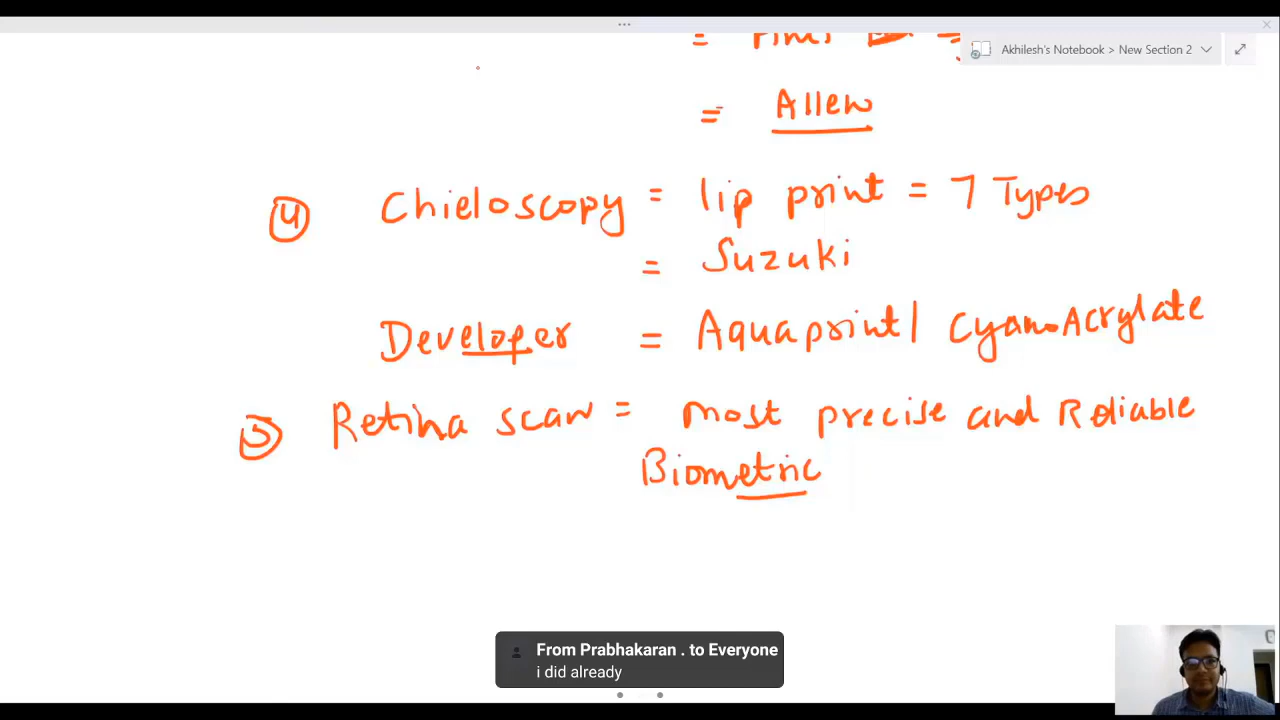 Akhilesh's Notebook > New Section 2
= Allen
④ Chieloscopy = lip print = 7 Types
= Suzuki
Developer = Aquaprint / CyanoAcrylate
⑤ Retina scan = most precise and Reliable
Biometric
From Prabhakaran . to Everyone
i did already